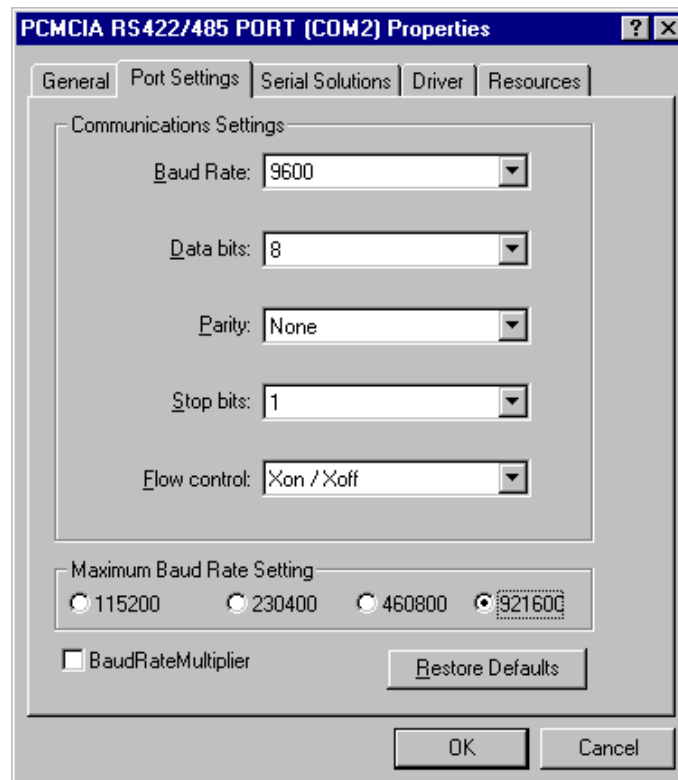 PCMCIA RS422/485 PORT (COM2) Properties
General Port Settings Serial Solutions Driver Resources
Communications Settings
Baud Rate: 9600
Data bits: 8
Parity: None
Stop bits: 1
Flow control: Xon / Xoff
Maximum Baud Rate Setting
115200 230400 460800 921600
BaudRateMultiplier Restore Defaults
OK Cancel